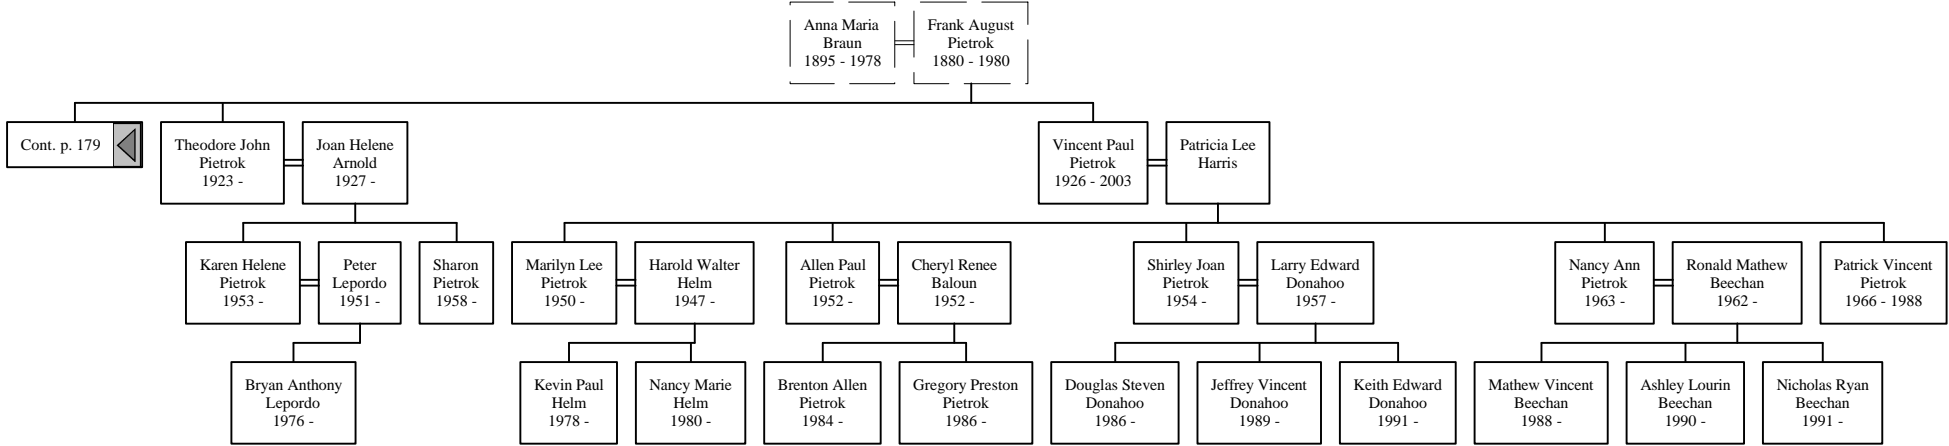 Anna Maria
Braun
1895 - 1978
Frank August
Pietrok
1880 - 1980
Cont. p. 179
Theodore John
Pietrok
1923 -
Joan Helene
Arnold
1927 -
Vincent Paul
Pietrok
1926 - 2003
Patricia Lee
Harris
Karen Helene
Pietrok
1953 -
Peter
Lepordo
1951 -
Sharon
Pietrok
1958 -
Marilyn Lee
Pietrok
1950 -
Harold Walter
Helm
1947 -
Allen Paul
Pietrok
1952 -
Cheryl Renee
Baloun
1952 -
Shirley Joan
Pietrok
1954 -
Larry Edward
Donahoo
1957 -
Nancy Ann
Pietrok
1963 -
Ronald Mathew
Beechan
1962 -
Patrick Vincent
Pietrok
1966 - 1988
Bryan Anthony
Lepordo
1976 -
Kevin Paul
Helm
1978 -
Nancy Marie
Helm
1980 -
Brenton Allen
Pietrok
1984 -
Gregory Preston
Pietrok
1986 -
Douglas Steven
Donahoo
1986 -
Jeffrey Vincent
Donahoo
1989 -
Keith Edward
Donahoo
1991 -
Mathew Vincent
Beechan
1988 -
Ashley Lourin
Beechan
1990 -
Nicholas Ryan
Beechan
1991 -